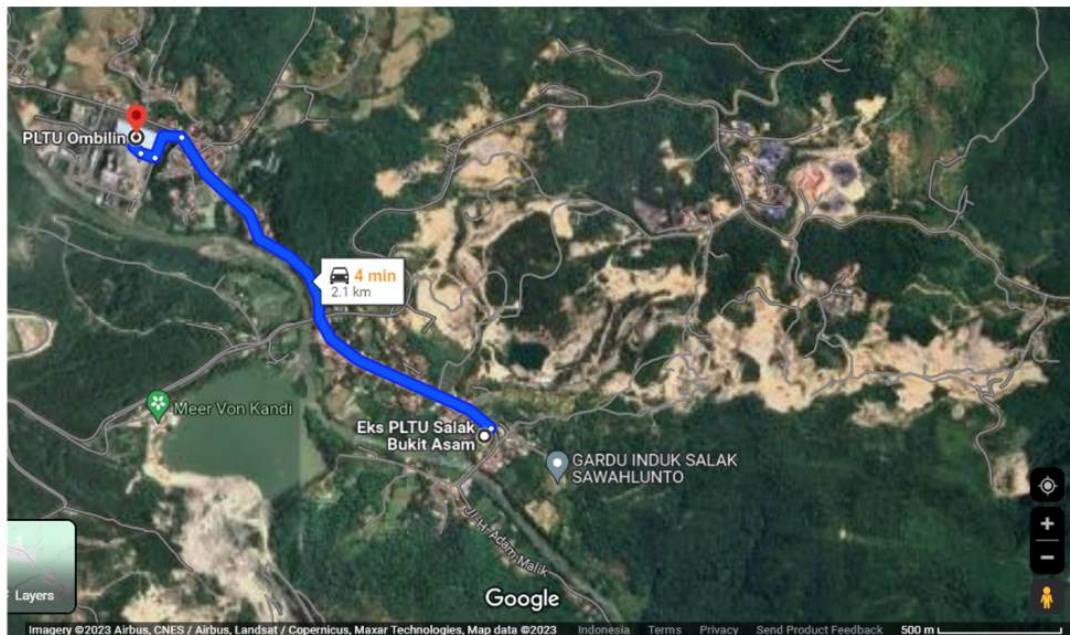 PLTU Ombilin
4 min
2.1 km
Meer Von Kandi
Eks PLTU Salak
Bukit Asam
GARDU INDUK SALAK
SAWAHLUNTO
Jl. H. Adam Malik
Layers
Google
Imagery ©2023 Airbus, CNES / Airbus, Landsat / Copernicus, Maxar Technologies, Map data ©2023 Indonesia Terms Privacy Send Product Feedback 500 m